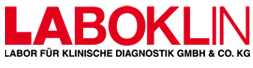 LABOKLIN
LABOR FÜR KLINISCHE DIAGNOSTIK GMBH & CO. KG